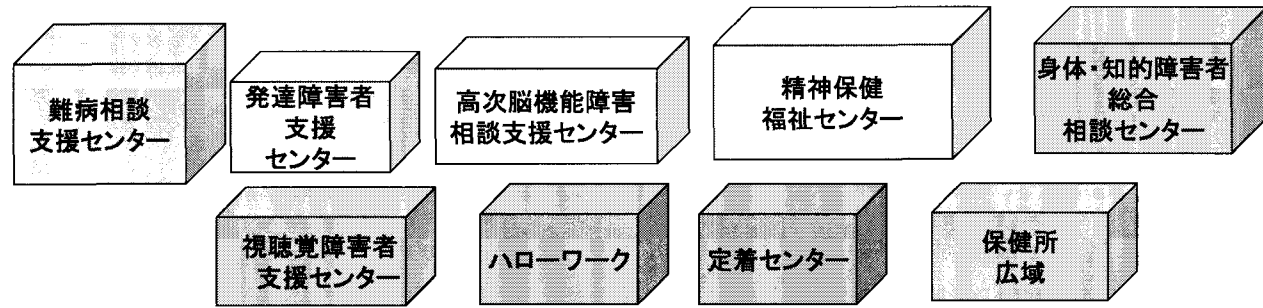 難病相談
支援センター
発達障害者
支援
センター
高次脳機能障害
相談支援センター
精神保健
福祉センター
身体・知的障害者
総合
相談センター
視聴覚障害者
支援センター
ハローワーク
定着センター
保健所
広域